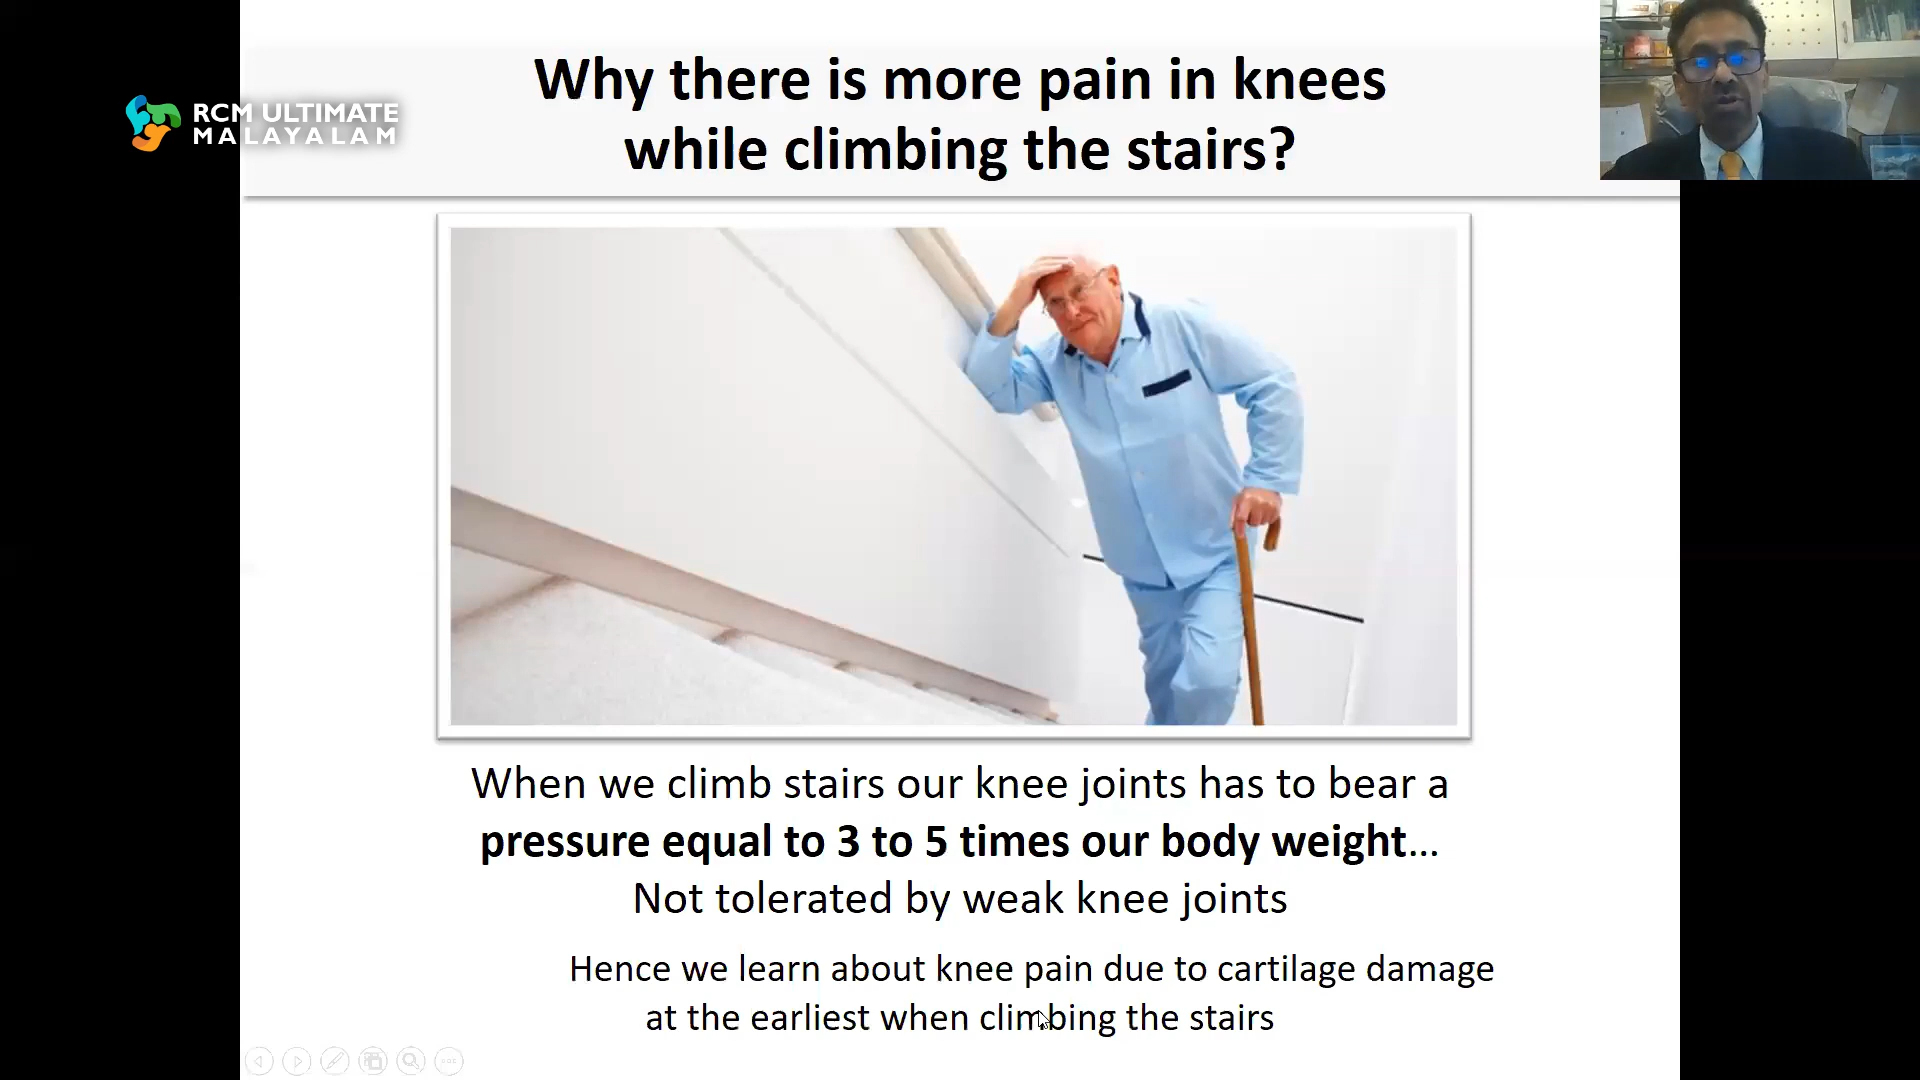 Why there is more pain in knees
while climbing the stairs?
RCM ULTIMATE
MALAYALAM
When we climb stairs our knee joints has to bear a
pressure equal to 3 to 5 times our body weight...
Not tolerated by weak knee joints
Hence we learn about knee pain due to cartilage damage
at the earliest when climbing the stairs